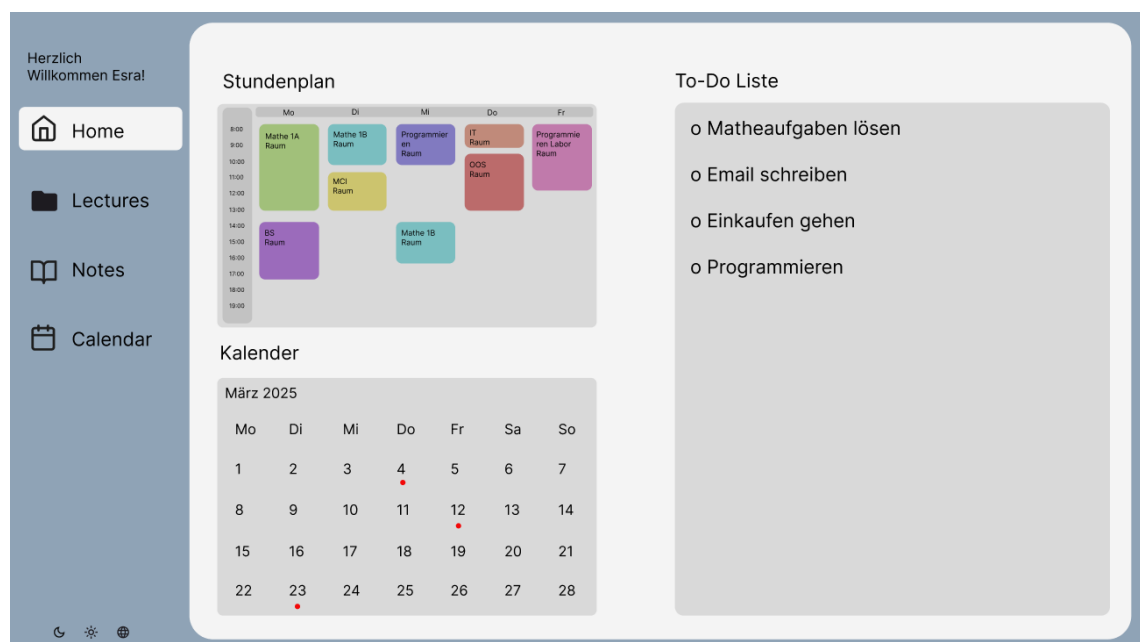 Herzlich
Willkommen Esra!
Home
Lectures
Notes
Calendar
Stundenplan
Mo Di Mi Do Fr
8:00
9:00
10:00
11:00
12:00
13:00
14:00
15:00
16:00
17:00
18:00
19:00
Mathe 1A
Raum
BS
Raum
Mathe 1B
Raum
MCI
Raum
Programmier
en
Raum
Mathe 1B
Raum
IT
Raum
OOS
Raum
Programmie
ren Labor
Raum
Kalender
März 2025
Mo Di Mi Do Fr Sa So
1 2 3 4 5 6 7
8 9 10 11 12 13 14
15 16 17 18 19 20 21
22 23 24 25 26 27 28
To-Do Liste
o Matheaufgaben lösen
o Email schreiben
o Einkaufen gehen
o Programmieren